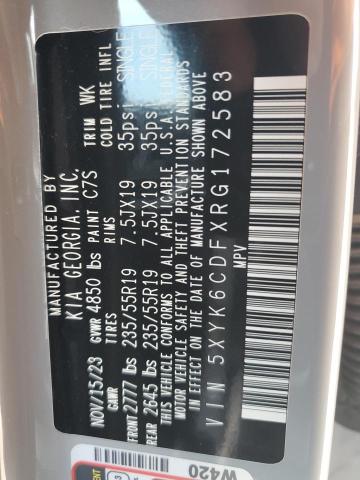 MANUFACTURED BY
KIA GEORGIA, INC.
NOV/15/23 GVWR 4850 lbs PAINT C7S TRIM WK
GAWR TIRES RIMS COLD TIRE INFL
FRONT 2777 lbs 235/55R19 7.5JX19 35psi SINGLE
REAR 2645 lbs 235/55R19 7.5JX19 35psi SINGLE
THIS VEHICLE CONFORMS TO ALL APPLICABLE U.S.A. FEDERAL
MOTOR VEHICLE SAFETY AND THEFT PREVENTION STANDARDS
IN EFFECT ON THE DATE OF MANUFACTURE SHOWN ABOVE
VIN 5XYK6CDFXRG172583
MPV
W420